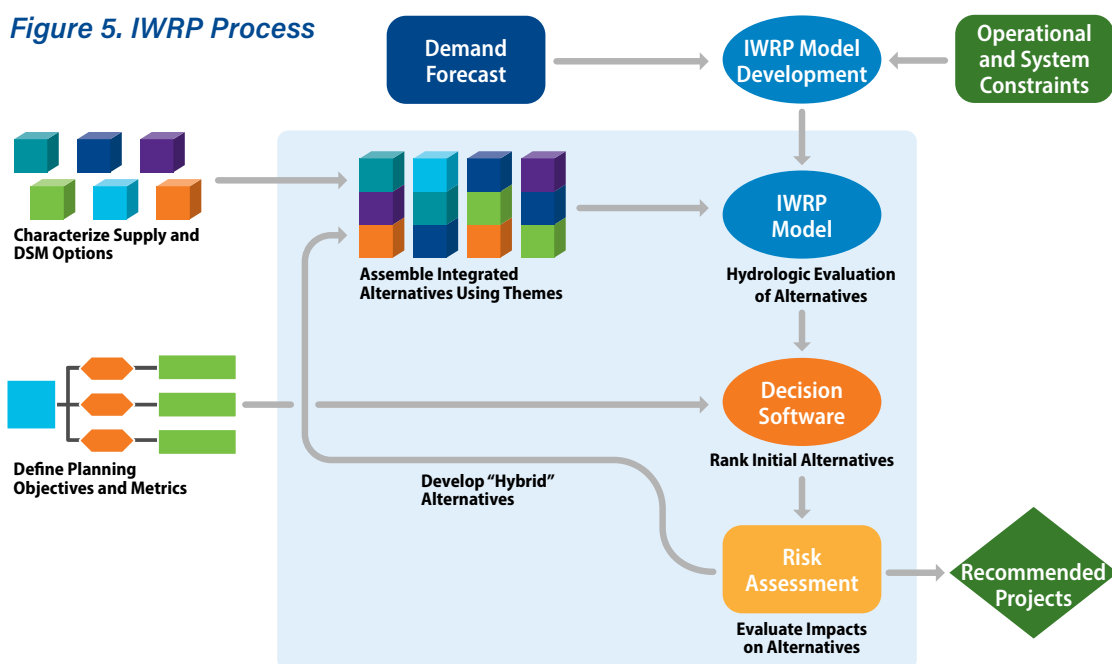 Figure 5. IWRP Process
Demand
Forecast
IWRP Model
Development
Operational
and System
Constraints
Characterize Supply and
DSM Options
Assemble Integrated
Alternatives Using Themes
IWRP
Model
Hydrologic Evaluation
of Alternatives
Define Planning
Objectives and Metrics
Decision
Software
Rank Initial Alternatives
Develop “Hybrid”
Alternatives
Risk
Assessment
Evaluate Impacts
on Alternatives
Recommended
Projects